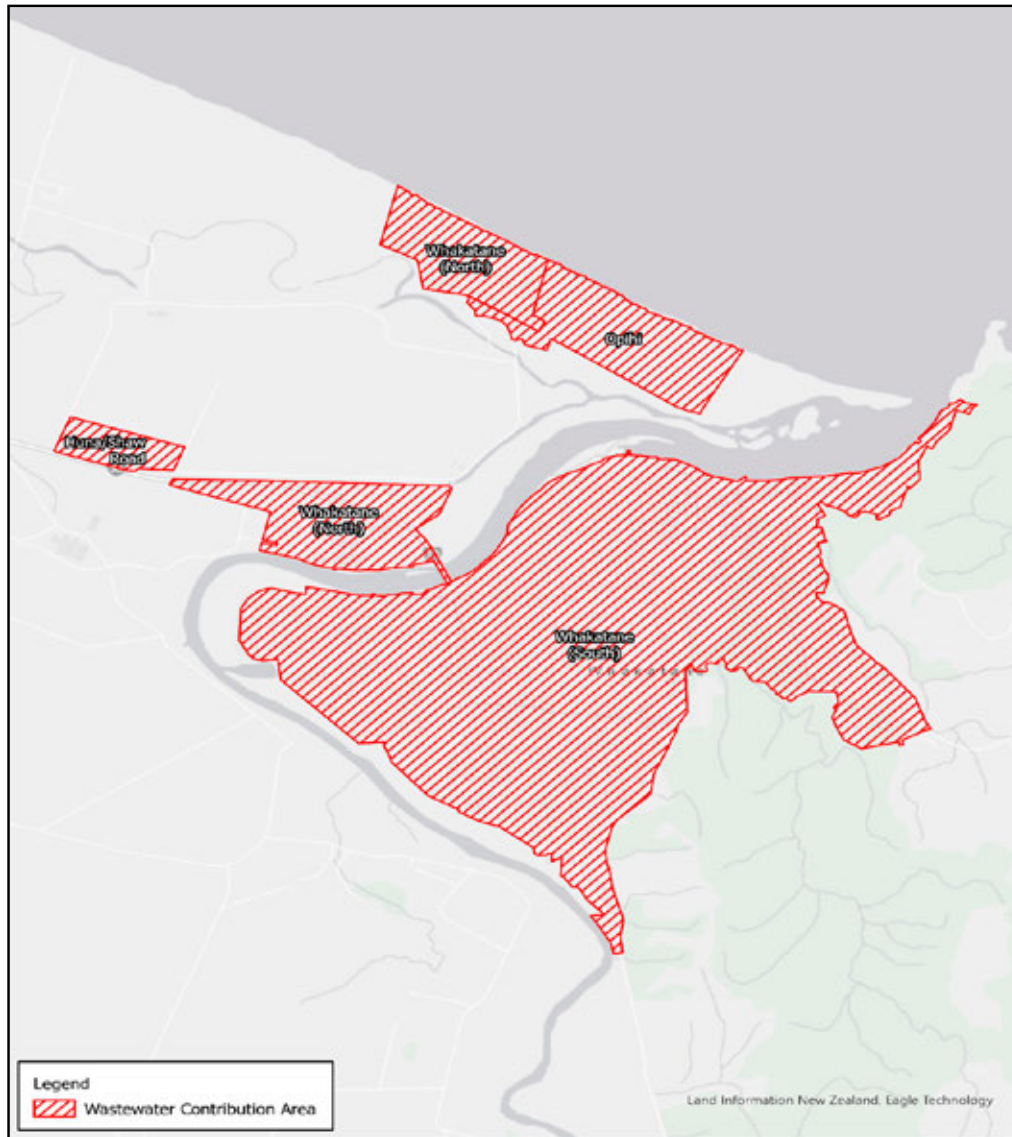 Whakatane
(North)
Opihi
Huna/Shaw
Road
Whakatane
(North)
Whakatane
(South)
Whakatane
Legend
Wastewater Contribution Area
Land Information New Zealand, Eagle Technology